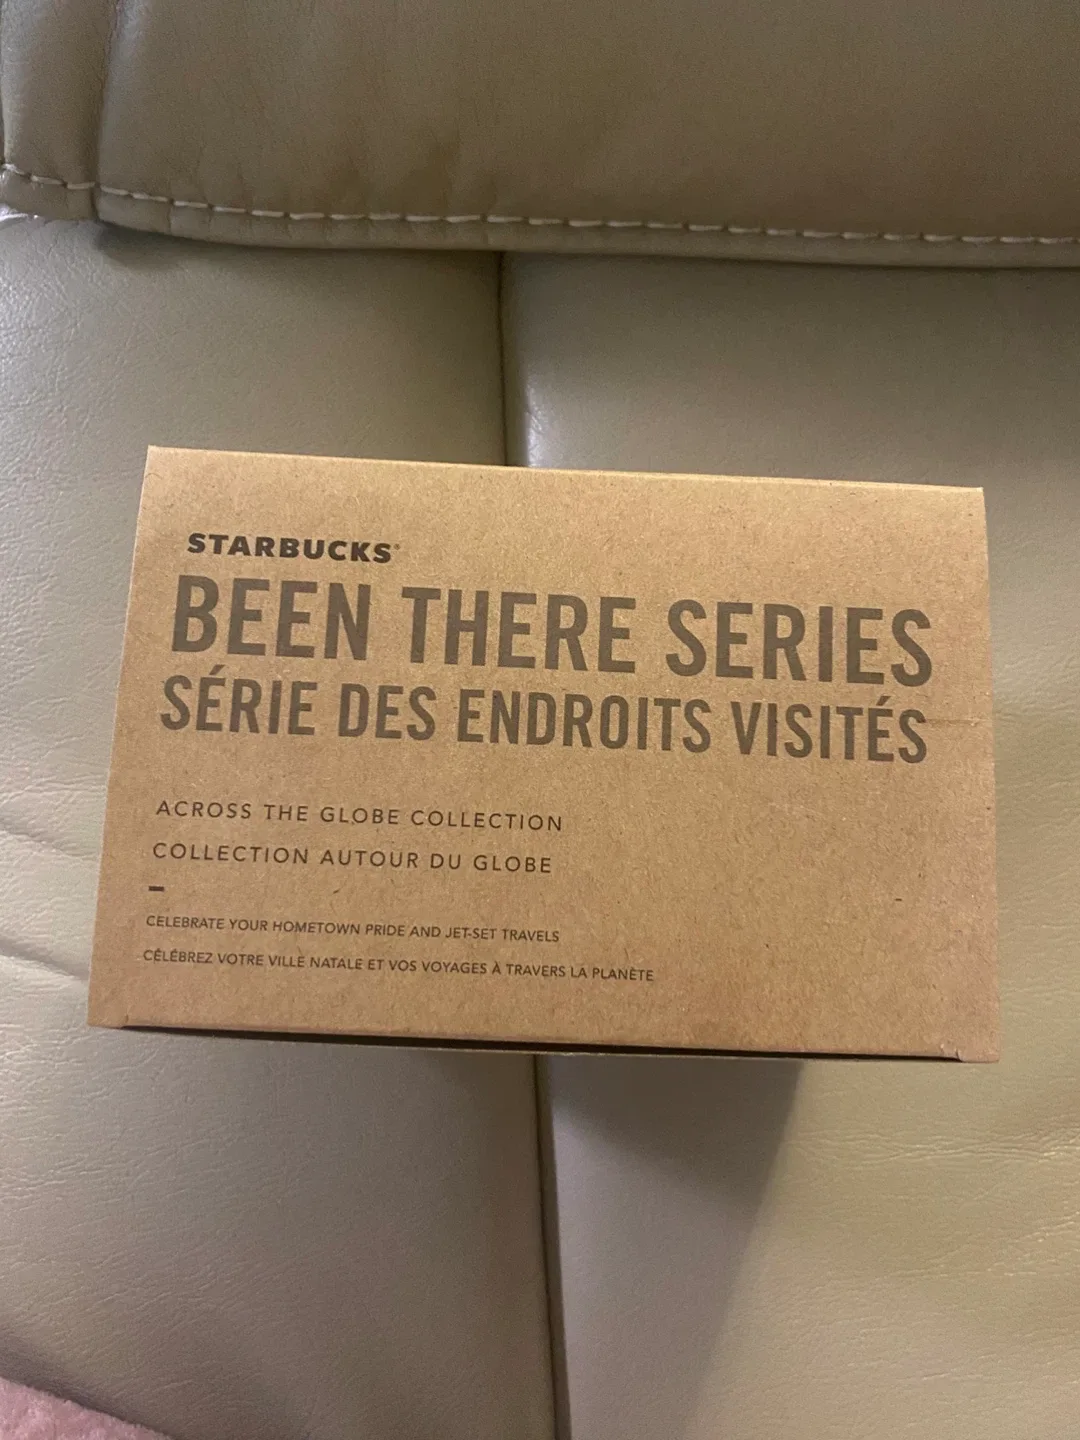 STARBUCKS®
BEEN THERE SERIES
SÉRIE DES ENDROITS VISITÉS
ACROSS THE GLOBE COLLECTION
COLLECTION AUTOUR DU GLOBE
–
CELEBRATE YOUR HOMETOWN PRIDE AND JET-SET TRAVELS
CÉLÉBREZ VOTRE VILLE NATALE ET VOS VOYAGES À TRAVERS LA PLANÈTE